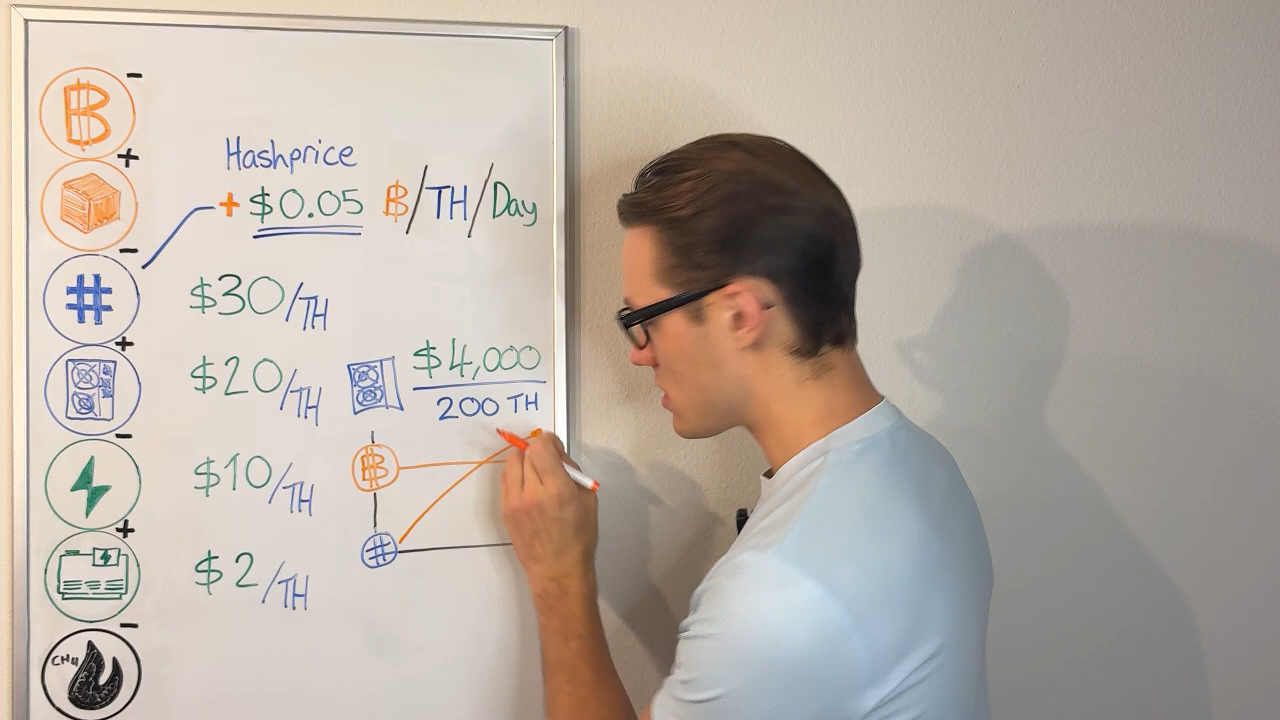 ₿ -
+
Hashprice
+ $0.05 ₿/TH/Day
-
# $30/TH
+
$20/TH $4,000
200 TH
-
₿
$10/TH
+
#
$2/TH
-
CH4